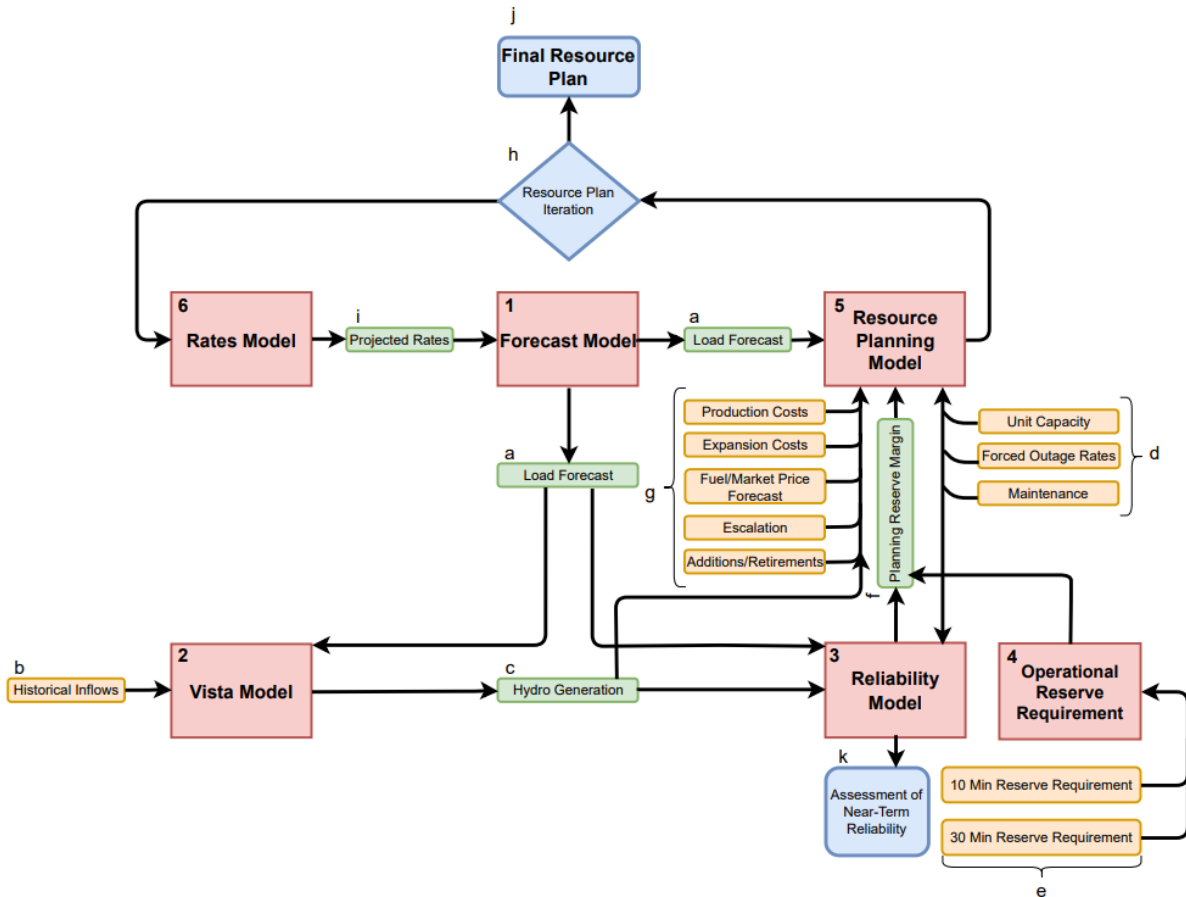 j
Final Resource
Plan
h
Resource Plan
Iteration
6
Rates Model
i
Projected Rates
1
Forecast Model
a
Load Forecast
5
Resource
Planning
Model
a
Load Forecast
g
Production Costs
Expansion Costs
Fuel/Market Price
Forecast
Escalation
Additions/Retirements
Planning Reserve Margin
f
Unit Capacity
Forced Outage Rates
Maintenance
d
b
Historical Inflows
2
Vista Model
c
Hydro Generation
3
Reliability
Model
4
Operational
Reserve
Requirement
k
Assessment of
Near-Term
Reliability
10 Min Reserve Requirement
30 Min Reserve Requirement
e